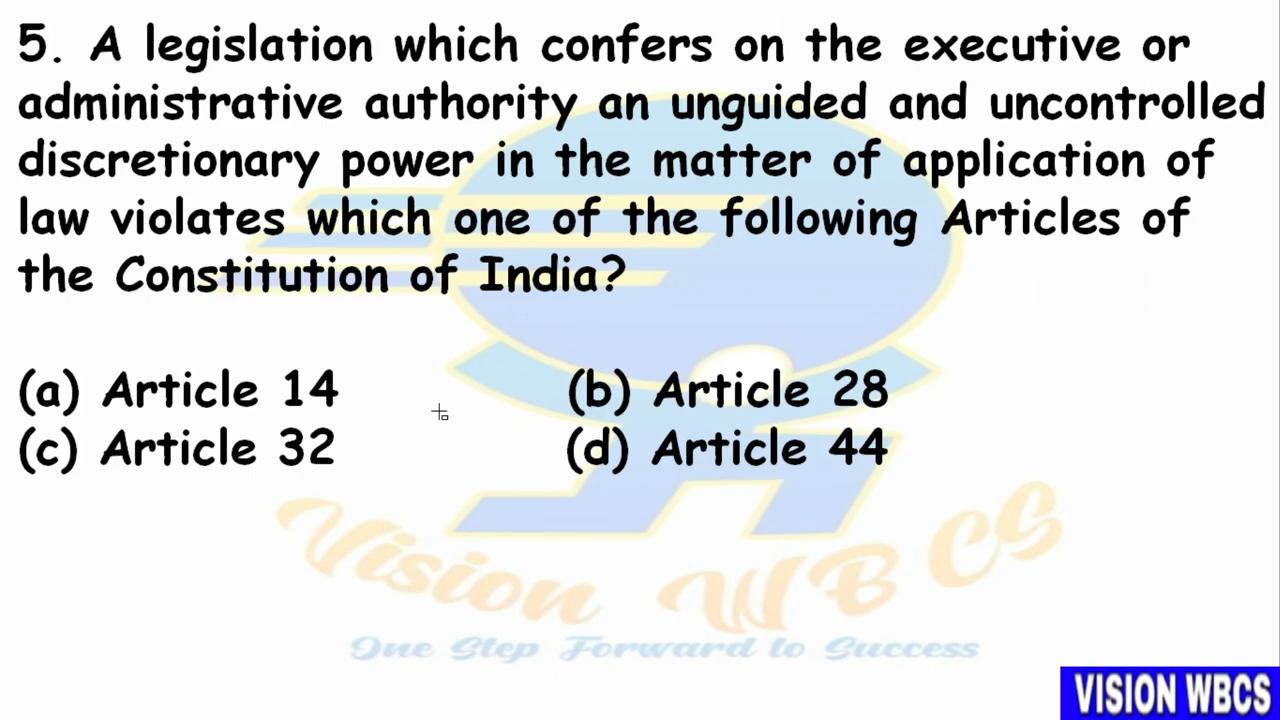 5. A legislation which confers on the executive or
administrative authority an unguided and uncontrolled
discretionary power in the matter of application of
law violates which one of the following Articles of
the Constitution of India?
(a) Article 14 (b) Article 28
(c) Article 32 (d) Article 44
Vision WBCS
One Step Forward to Success
VISION WBCS